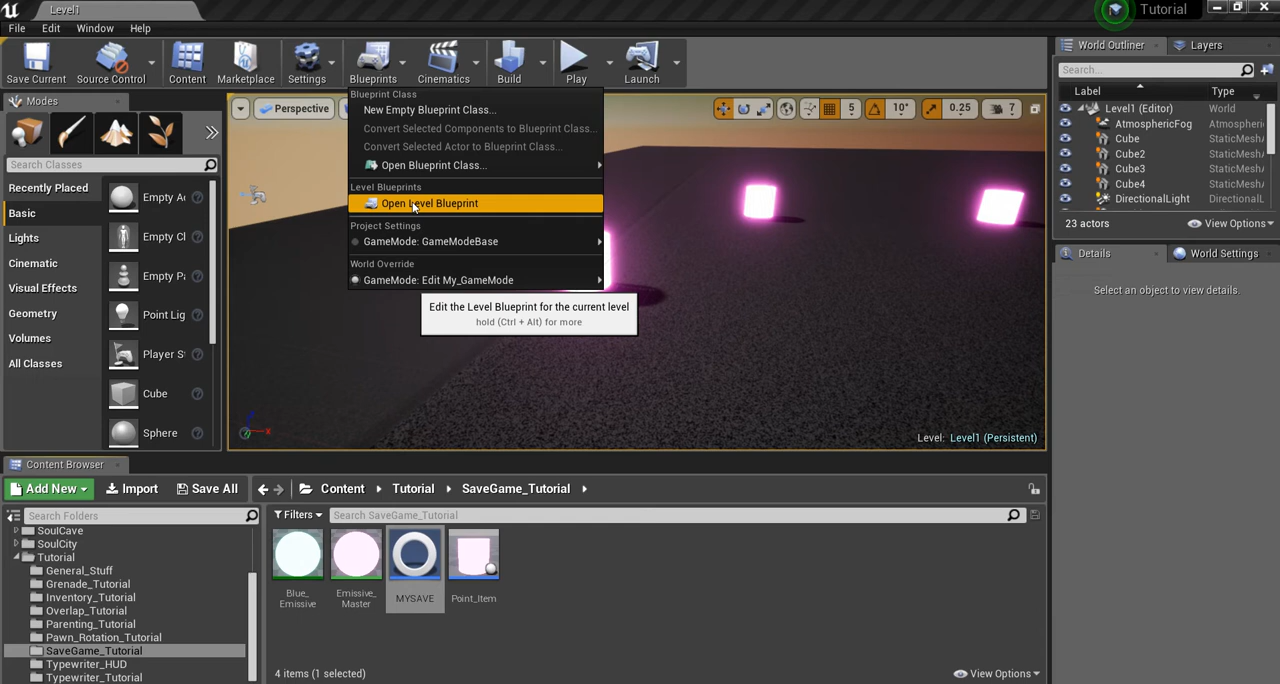 Level1
Tutorial
File Edit Window Help
Save Current Source Control Content Marketplace Settings Blueprints Cinematics Build Play Launch
World Outliner Layers
Search...
Label Type
Level1 (Editor) World
AtmosphericFog Atmospheri
Cube StaticMesh
Cube2 StaticMesh
Cube3 StaticMesh
Cube4 StaticMesh
DirectionalLight DirectionalL
23 actors View Options
Details World Settings
Select an object to view details.
Modes
Search Classes
Recently Placed
Basic
Lights
Cinematic
Visual Effects
Geometry
Volumes
All Classes
Empty A
Empty C
Empty P
Point Lig
Player S
Cube
Sphere
Perspective
5 10° 0.25 7
Blueprint Class
New Empty Blueprint Class...
Convert Selected Components to Blueprint Class...
Convert Selected Actor to Blueprint Class...
Open Blueprint Class...
Level Blueprints
Open Level Blueprint
Project Settings
GameMode: GameModeBase
World Override
GameMode: Edit My_GameMode
Edit the Level Blueprint for the current level
hold (Ctrl + Alt) for more
x
Level: Level1 (Persistent)
Content Browser
Add New Import Save All Content Tutorial SaveGame_Tutorial
Search Folders
SoulCave
SoulCity
Tutorial
General_Stuff
Grenade_Tutorial
Inventory_Tutorial
Overlap_Tutorial
Parenting_Tutorial
Pawn_Rotation_Tutorial
SaveGame_Tutorial
Typewriter_HUD
Typewriter_Tutorial
Filters Search SaveGame_Tutorial
Blue_
Emissive
Emissive_
Master
MYSAVE
Point_Item
4 items (1 selected) View Options